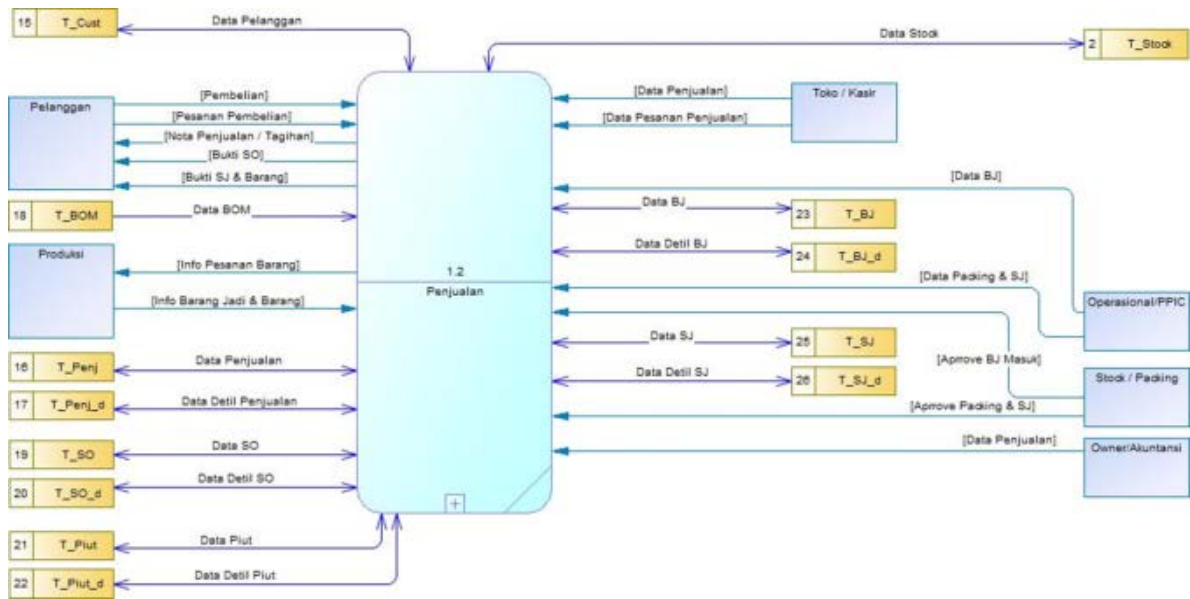 15 T_Cust
Data Pelanggan
Data Stock
2 T_Stock
Pelanggan
[Pembelian]
[Pesanan Pembelian]
[Nota Penjualan / Tagihan]
[Bukti SO]
[Bukti SJ & Barang]
[Data Penjualan]
[Data Pesanan Penjualan]
Toko / Kasir
18 T_BOM
Data BOM
[Data BJ]
Data BJ
23 T_BJ
Data Detil BJ
24 T_BJ_d
Produksi
[Info Pesanan Barang]
[Info Barang Jadi & Barang]
1.2
Penjualan
[Data Packing & SJ]
Operasional/PPIC
Data SJ
25 T_SJ
[Aprrove BJ Masuk]
Data Detil SJ
26 T_SJ_d
Stock / Packing
[Aprrove Packing & SJ]
16 T_Penj
Data Penjualan
17 T_Penj_d
Data Detil Penjualan
[Data Penjualan]
Owner/Akuntansi
19 T_SO
Data SO
20 T_SO_d
Data Detil SO
21 T_Piut
Data Piut
22 T_Piut_d
Data Detil Piut